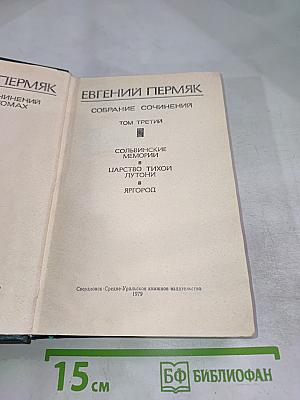 ПЕРМЯК
ЧИНЕНИЙ
ТОМАХ
ЕВГЕНИЙ ПЕРМЯК
СОБРАНИЕ СОЧИНЕНИЙ
ТОМ ТРЕТИЙ
СОЛЬВИНСКИЕ
МЕМОРИИ
ЦАРСТВО ТИХОЙ
ЛУТОНИ
ЯРГОРОД
Свердловск · Средне-Уральское книжное издательство
1979
15 см
БФ БИБЛИОФАН